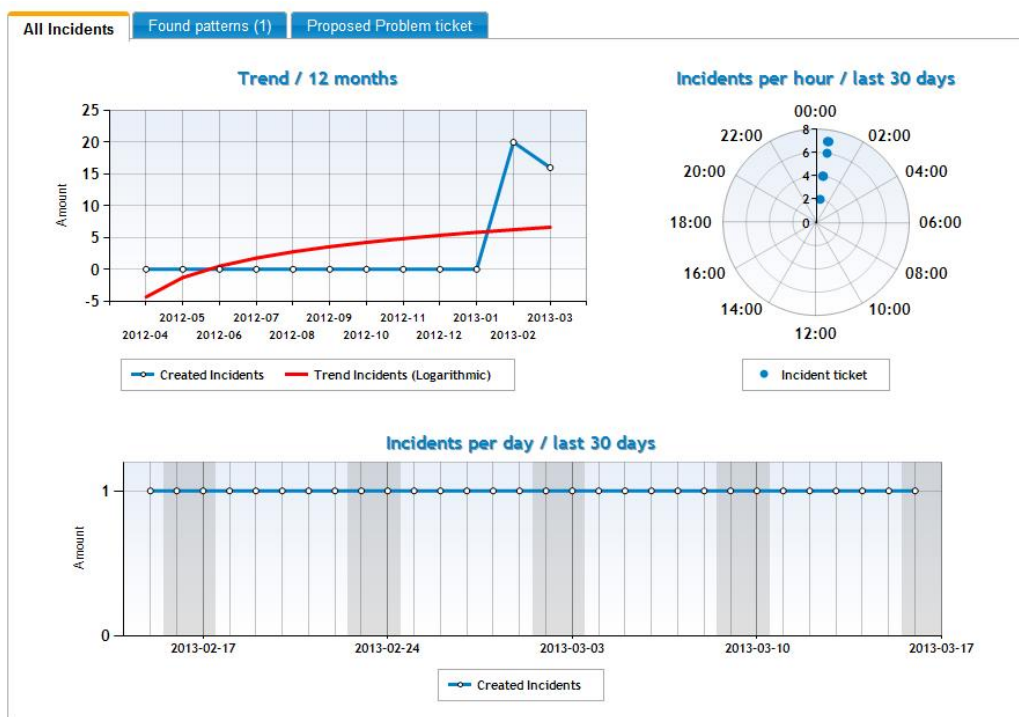 All Incidents Found patterns (1) Proposed Problem ticket
Trend / 12 months
25
20
15
10
5
0
-5
Amount
2012-05 2012-07 2012-09 2012-11 2013-01 2013-03
2012-04 2012-06 2012-08 2012-10 2012-12 2013-02
Created Incidents Trend Incidents (Logarithmic)
Incidents per hour / last 30 days
00:00
22:00 02:00
20:00 04:00
18:00 06:00
16:00 08:00
14:00 10:00
12:00
8
6
4
2
0
Incident ticket
Incidents per day / last 30 days
1
0
Amount
2013-02-17 2013-02-24 2013-03-03 2013-03-10 2013-03-17
Created Incidents